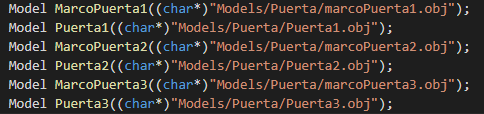 Model MarcoPuerta1((char*)"Models/Puerta/marcoPuerta1.obj");
Model Puerta1((char*)"Models/Puerta/Puerta1.obj");
Model MarcoPuerta2((char*)"Models/Puerta/marcoPuerta2.obj");
Model Puerta2((char*)"Models/Puerta/Puerta2.obj");
Model MarcoPuerta3((char*)"Models/Puerta/marcoPuerta3.obj");
Model Puerta3((char*)"Models/Puerta/Puerta3.obj");